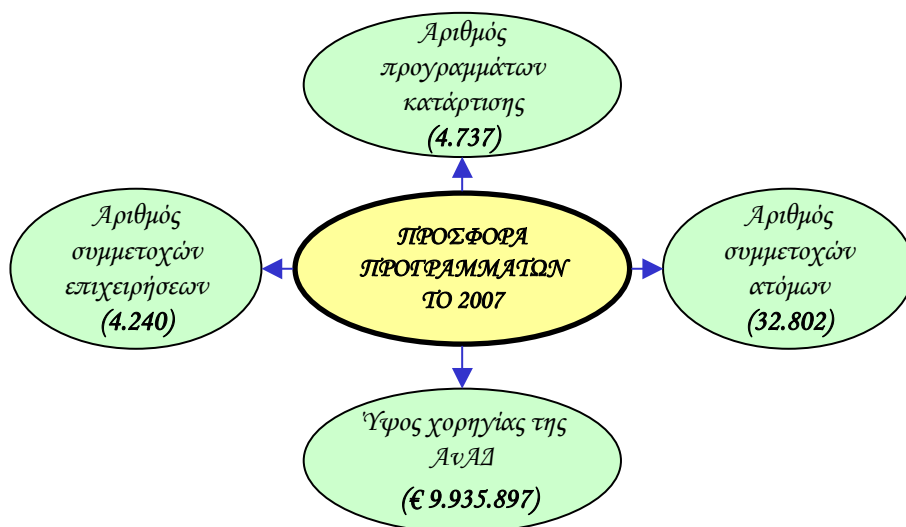 Αριθμός
προγραμμάτων
κατάρτισης
(4.737)
Αριθμός
συμμετοχών
επιχειρήσεων
(4.240)
ΠΡΟΣΦΟΡΑ
ΠΡΟΓΡΑΜΜΑΤΩΝ
ΤΟ 2007
Αριθμός
συμμετοχών
ατόμων
(32.802)
Ύψος χορηγίας της
ΑνΑΔ
(€ 9.935.897)